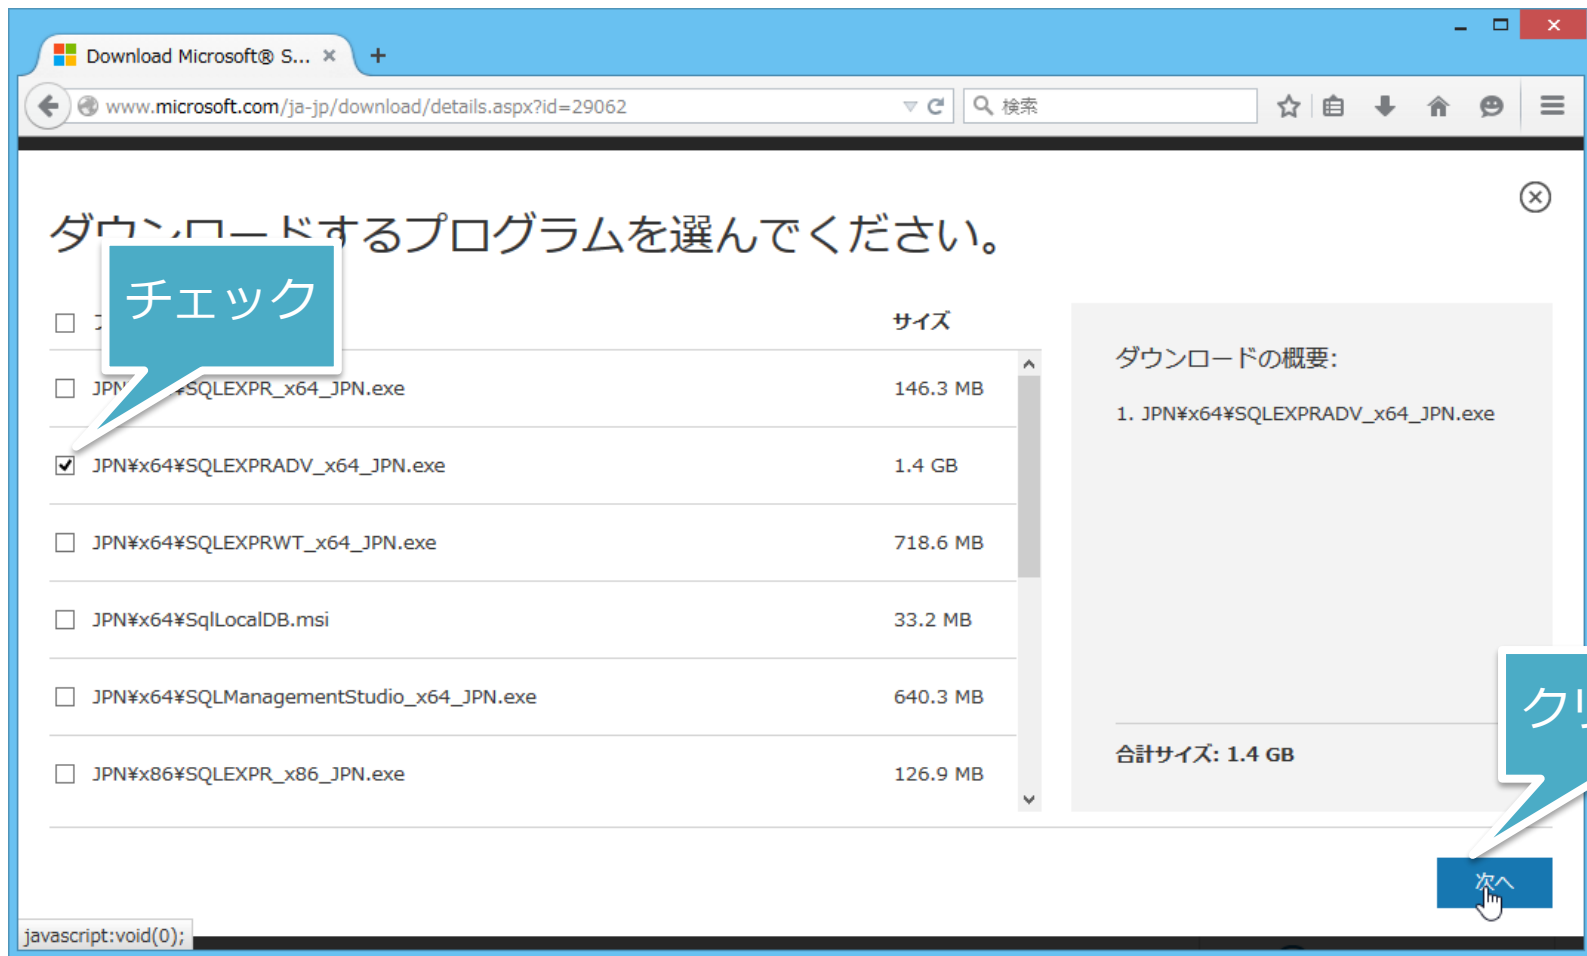 Download Microsoft® S...
www.microsoft.com/ja-jp/download/details.aspx?id=29062
検索
ダウンロードするプログラムを選んでください。
チェック
サイズ
SQLEXPR_x64_JPN.exe 146.3 MB
JPN¥x64¥SQLEXPRADV_x64_JPN.exe 1.4 GB
JPN¥x64¥SQLEXPRWT_x64_JPN.exe 718.6 MB
JPN¥x64¥SqlLocalDB.msi 33.2 MB
JPN¥x64¥SQLManagementStudio_x64_JPN.exe 640.3 MB
JPN¥x86¥SQLEXPR_x86_JPN.exe 126.9 MB
ダウンロードの概要:
1. JPN¥x64¥SQLEXPRADV_x64_JPN.exe
合計サイズ: 1.4 GB
次へ
javascript:void(0);